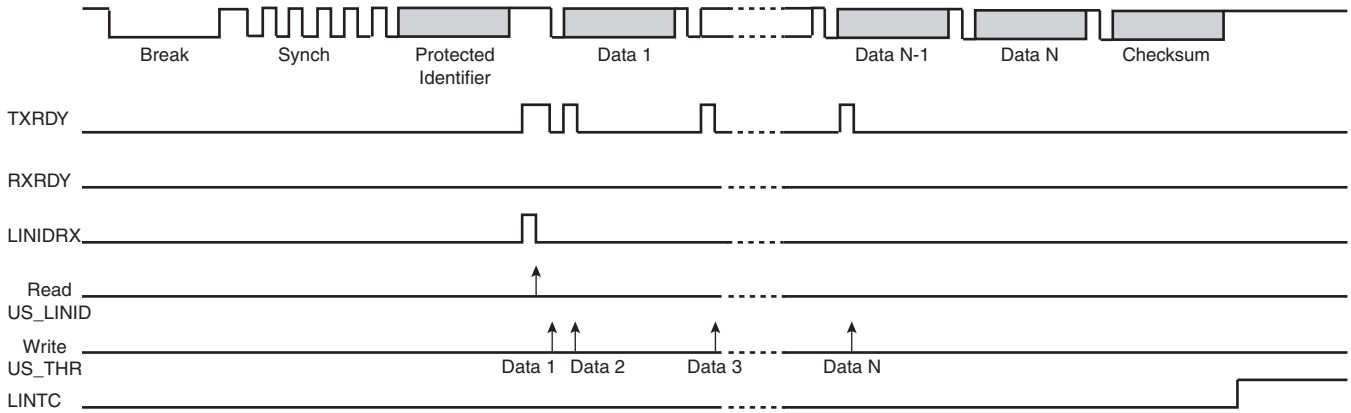 Break Synch Protected Identifier Data 1 Data N-1 Data N Checksum
TXRDY
RXRDY
LINIDRX
Read
US_LINID
Write
US_THR
Data 1 Data 2 Data 3 Data N
LINTC